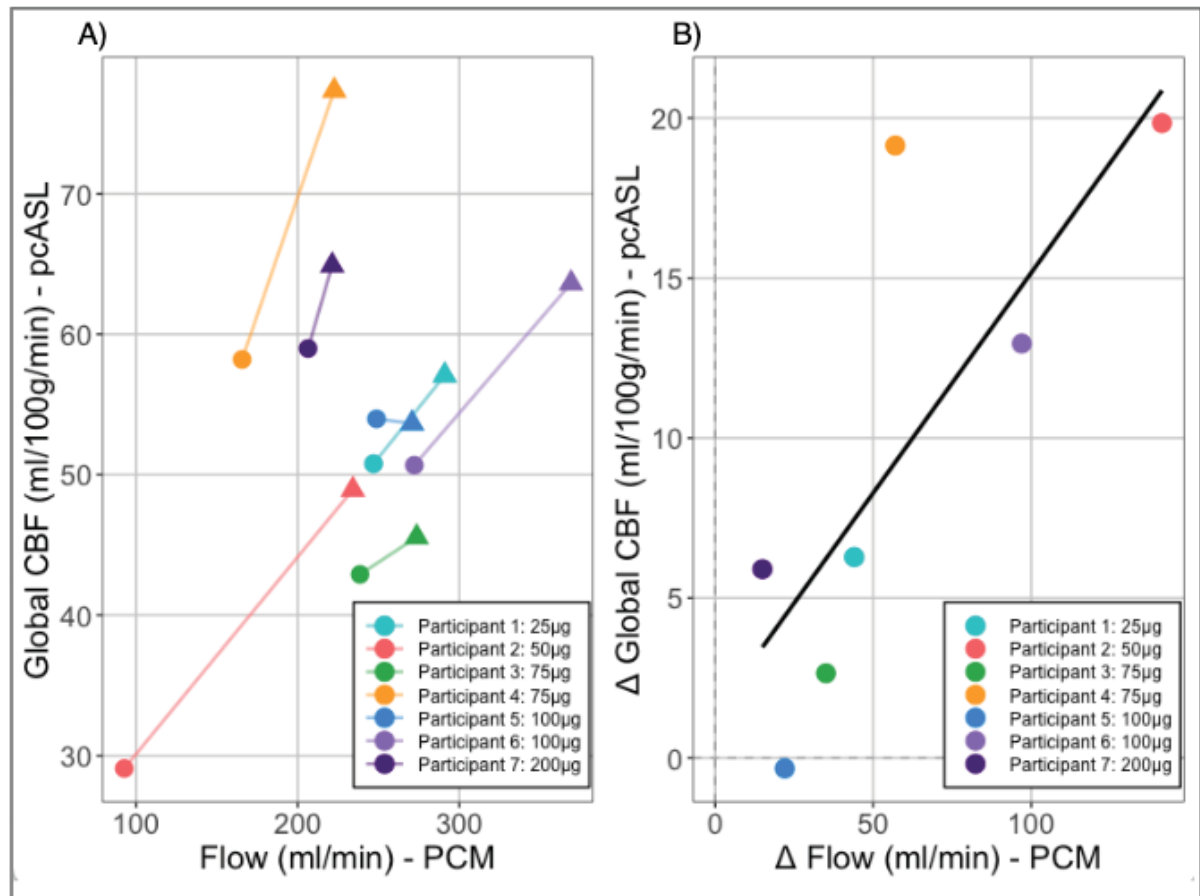 A)
Global CBF (ml/100g/min) - pcASL
70
60
50
40
30
100
200
300
Flow (ml/min) - PCM
Participant 1: 25µg
Participant 2: 50µg
Participant 3: 75µg
Participant 4: 75µg
Participant 5: 100µg
Participant 6: 100µg
Participant 7: 200µg
B)
Δ Global CBF (ml/100g/min) - pcASL
20
15
10
5
0
0
50
100
Δ Flow (ml/min) - PCM
Participant 1: 25µg
Participant 2: 50µg
Participant 3: 75µg
Participant 4: 75µg
Participant 5: 100µg
Participant 6: 100µg
Participant 7: 200µg